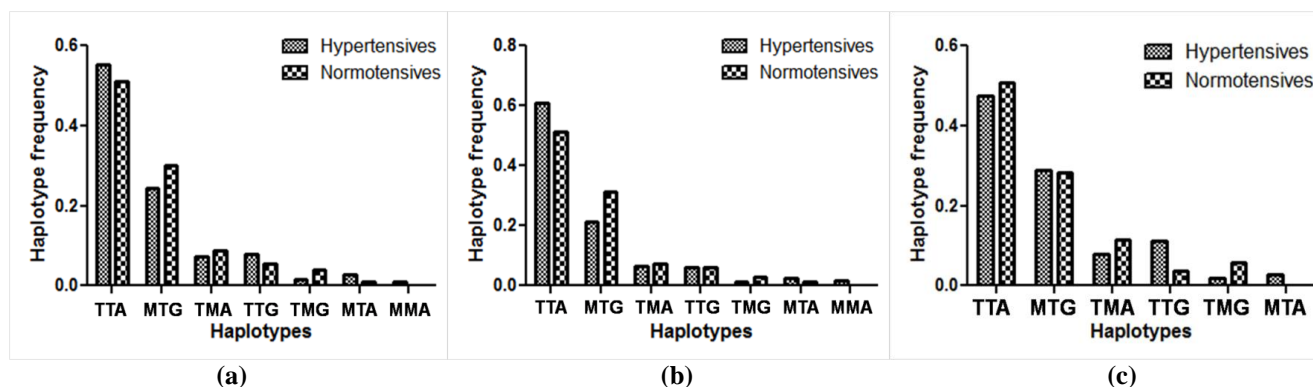 Haplotype frequency
0.6
0.4
0.2
0.0
Hypertensives
Normotensives
TTA MTG TMA TTG TMG MTA MMA
Haplotypes
(a)
Haplotype frequency
0.8
0.6
0.4
0.2
0.0
Hypertensives
Normotensives
TTA MTG TMA TTG TMG MTA MMA
Haplotypes
(b)
Haplotype frequency
0.6
0.4
0.2
0.0
Hypertensives
Normotensives
TTA MTG TMA TTG TMG MTA
Haplotypes
(c)